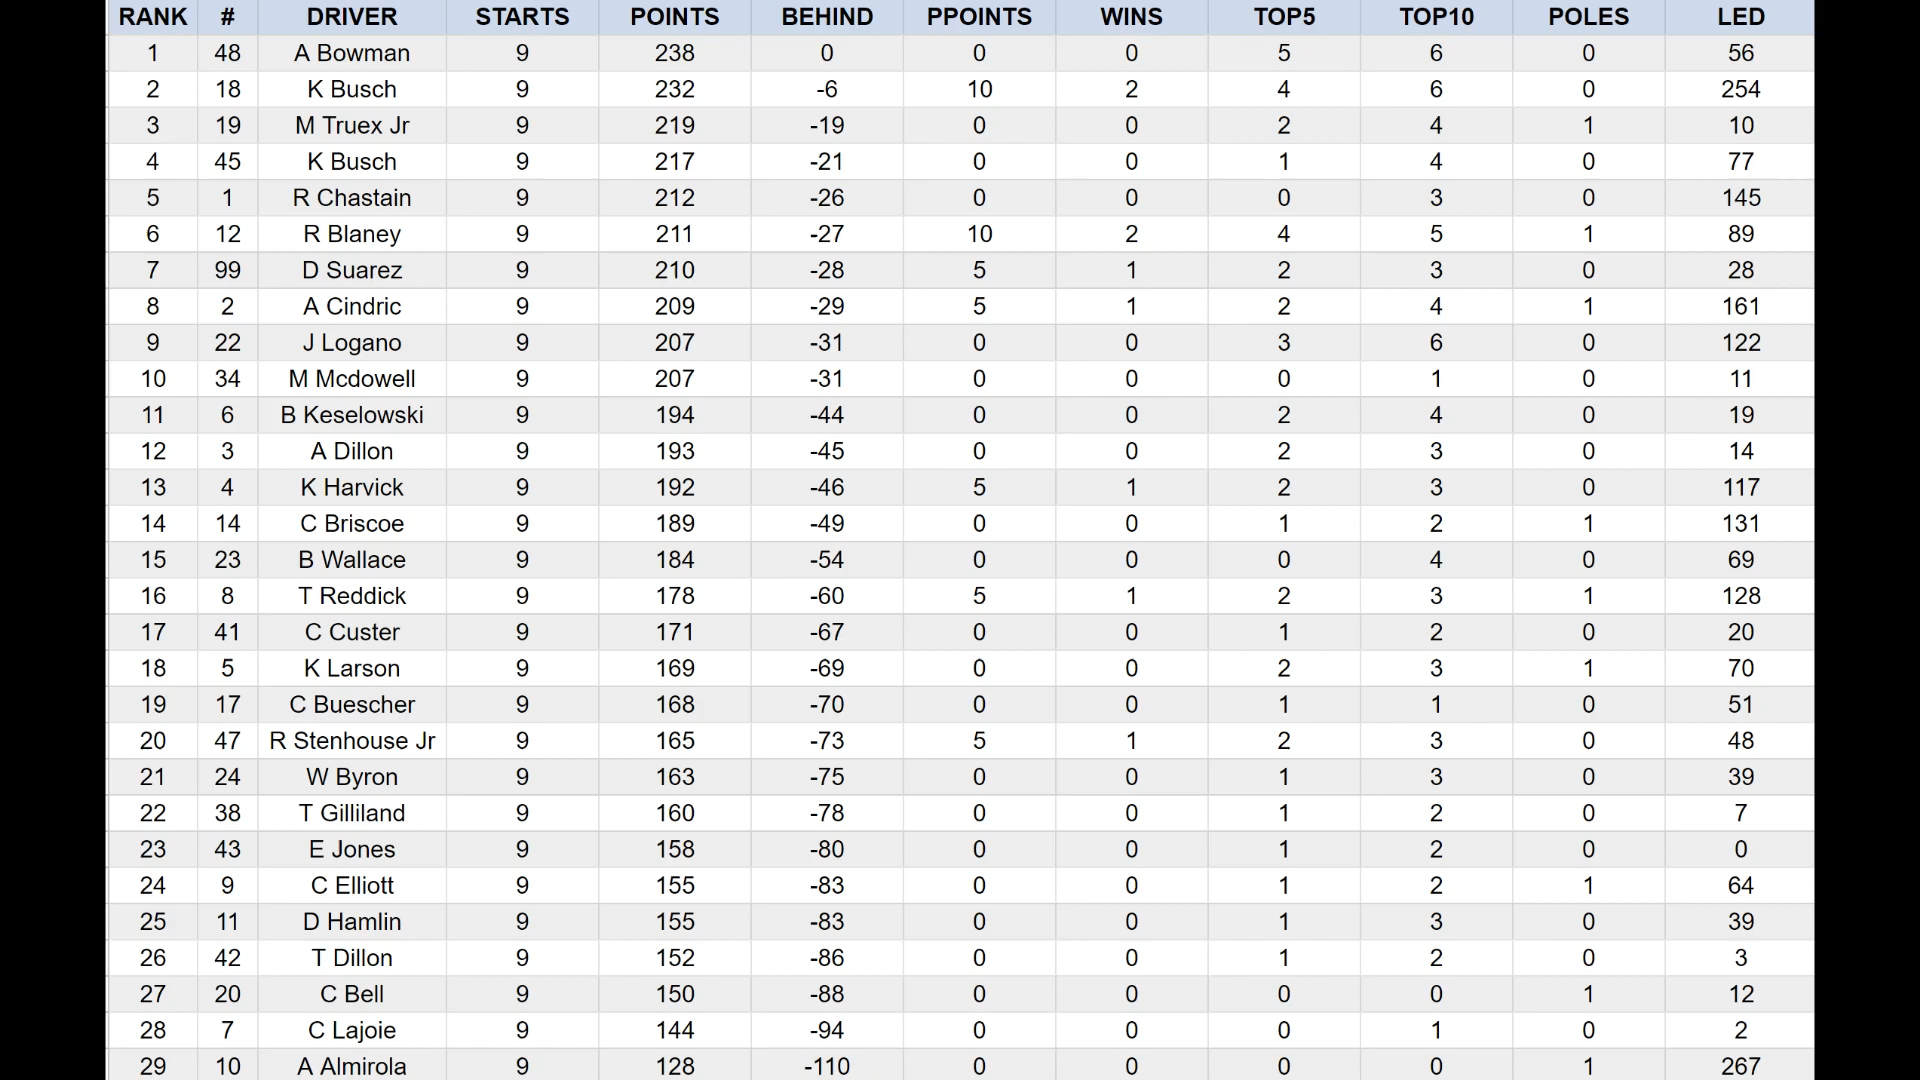 RANK # DRIVER STARTS POINTS BEHIND PPOINTS WINS TOP5 TOP10 POLES LED
1 48 A Bowman 9 238 0 0 0 5 6 0 56
2 18 K Busch 9 232 -6 10 2 4 6 0 254
3 19 M Truex Jr 9 219 -19 0 0 2 4 1 10
4 45 K Busch 9 217 -21 0 0 1 4 0 77
5 1 R Chastain 9 212 -26 0 0 0 3 0 145
6 12 R Blaney 9 211 -27 10 2 4 5 1 89
7 99 D Suarez 9 210 -28 5 1 2 3 0 28
8 2 A Cindric 9 209 -29 5 1 2 4 1 161
9 22 J Logano 9 207 -31 0 0 3 6 0 122
10 34 M Mcdowell 9 207 -31 0 0 0 1 0 11
11 6 B Keselowski 9 194 -44 0 0 2 4 0 19
12 3 A Dillon 9 193 -45 0 0 2 3 0 14
13 4 K Harvick 9 192 -46 5 1 2 3 0 117
14 14 C Briscoe 9 189 -49 0 0 1 2 1 131
15 23 B Wallace 9 184 -54 0 0 0 4 0 69
16 8 T Reddick 9 178 -60 5 1 2 3 1 128
17 41 C Custer 9 171 -67 0 0 1 2 0 20
18 5 K Larson 9 169 -69 0 0 2 3 1 70
19 17 C Buescher 9 168 -70 0 0 1 1 0 51
20 47 R Stenhouse Jr 9 165 -73 5 1 2 3 0 48
21 24 W Byron 9 163 -75 0 0 1 3 0 39
22 38 T Gilliland 9 160 -78 0 0 1 2 0 7
23 43 E Jones 9 158 -80 0 0 1 2 0 0
24 9 C Elliott 9 155 -83 0 0 1 2 1 64
25 11 D Hamlin 9 155 -83 0 0 1 3 0 39
26 42 T Dillon 9 152 -86 0 0 1 2 0 3
27 20 C Bell 9 150 -88 0 0 0 0 1 12
28 7 C Lajoie 9 144 -94 0 0 0 1 0 2
29 10 A Almirola 9 128 -110 0 0 0 0 1 267